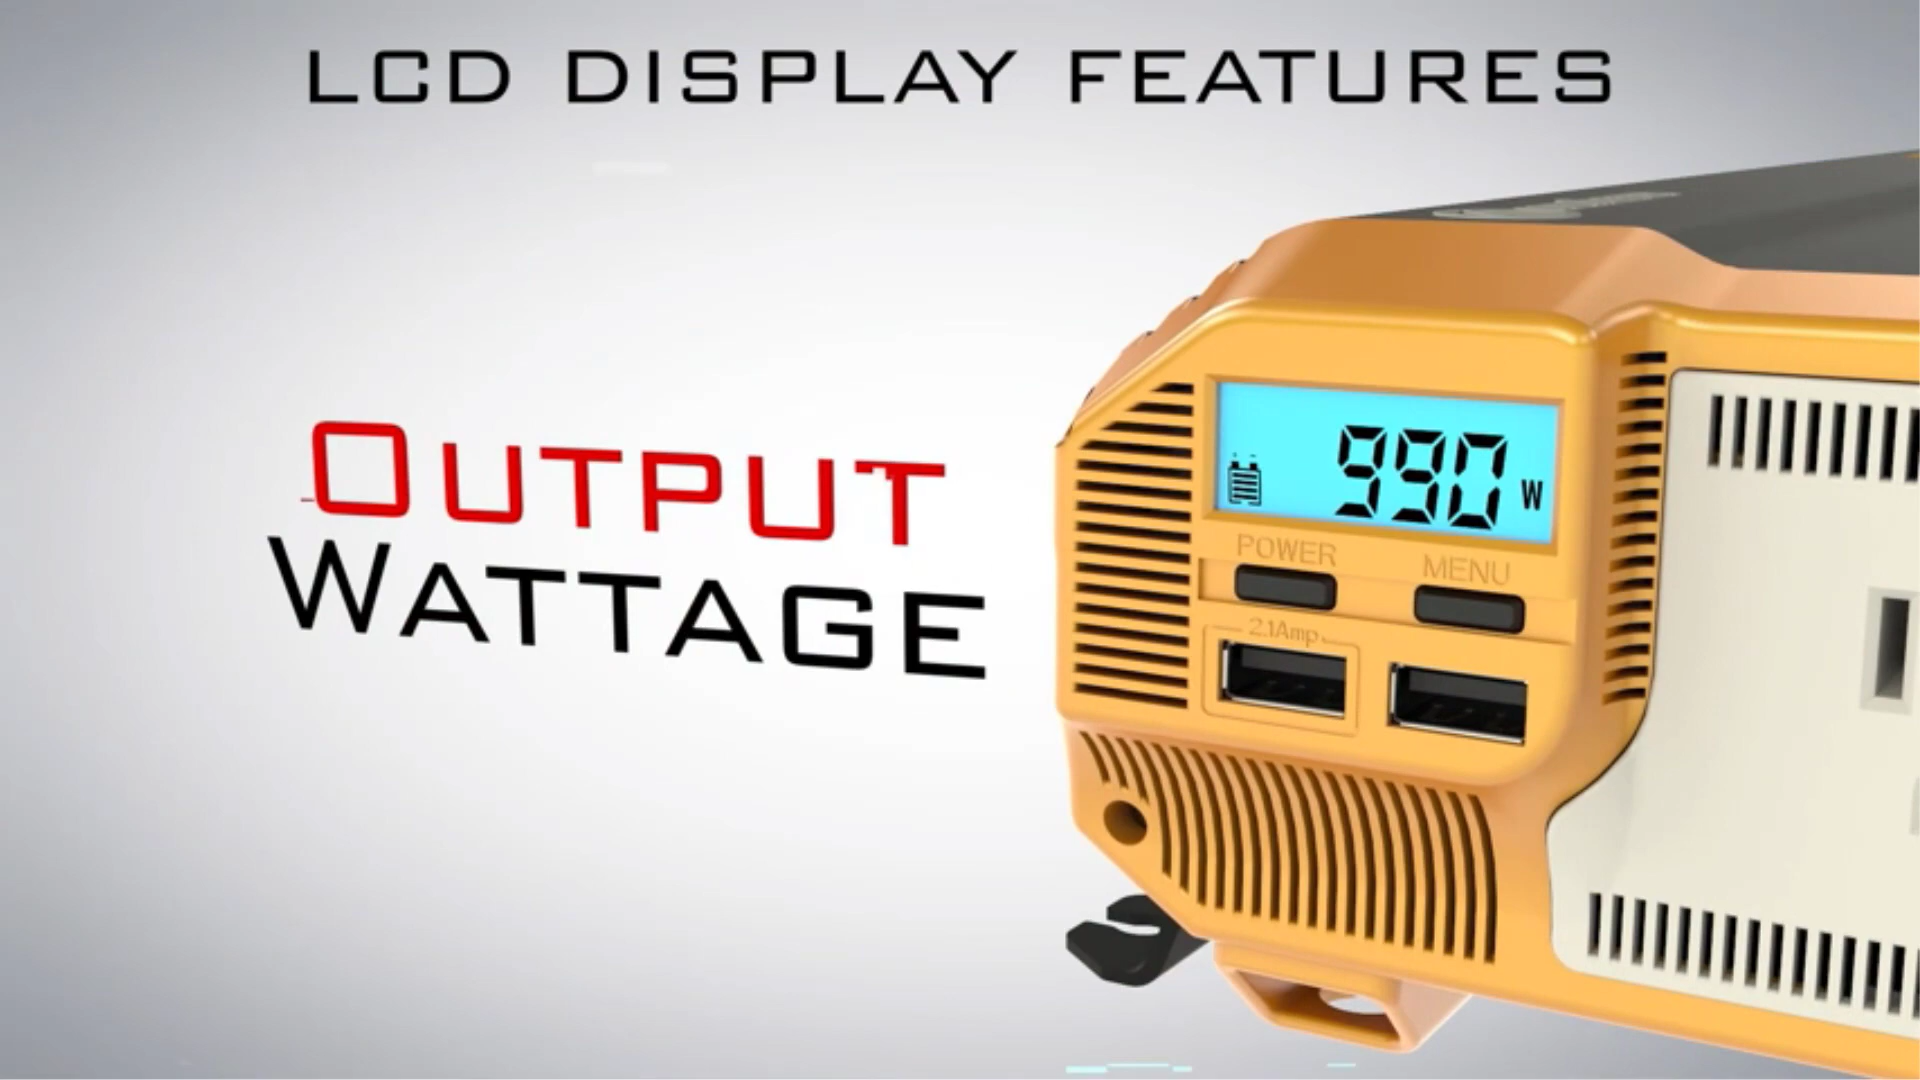 LCD DISPLAY FEATURES
OUTPUT
WATTAGE
990 W
POWER
MENU
2.1Amp